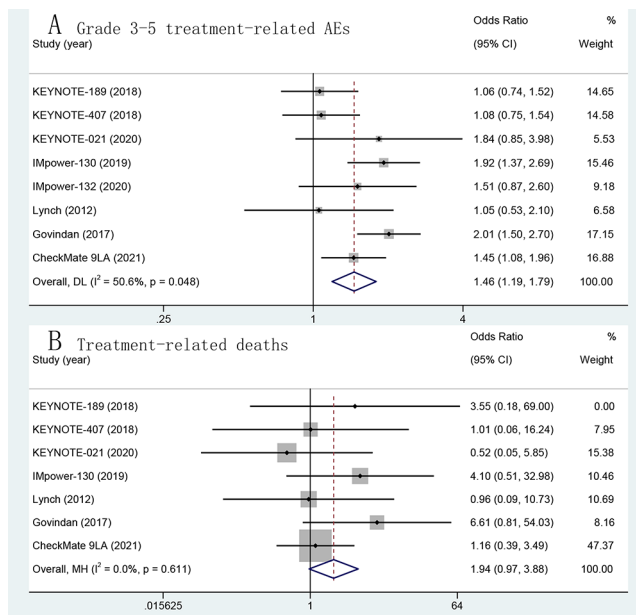 A Grade 3-5 treatment-related AEs
Odds Ratio %
Study (year) (95% CI) Weight
KEYNOTE-189 (2018) 1.06 (0.74, 1.52) 14.65
KEYNOTE-407 (2018) 1.08 (0.75, 1.54) 14.58
KEYNOTE-021 (2020) 1.84 (0.85, 3.98) 5.53
IMpower-130 (2019) 1.92 (1.37, 2.69) 15.46
IMpower-132 (2020) 1.51 (0.87, 2.60) 9.18
Lynch (2012) 1.05 (0.53, 2.10) 6.58
Govindan (2017) 2.01 (1.50, 2.70) 17.15
CheckMate 9LA (2021) 1.45 (1.08, 1.96) 16.88
Overall, DL (I² = 50.6%, p = 0.048) 1.46 (1.19, 1.79) 100.00
.25 1 4
B Treatment-related deaths
Odds Ratio %
Study (year) (95% CI) Weight
KEYNOTE-189 (2018) 3.55 (0.18, 69.00) 0.00
KEYNOTE-407 (2018) 1.01 (0.06, 16.24) 7.95
KEYNOTE-021 (2020) 0.52 (0.05, 5.85) 15.38
IMpower-130 (2019) 4.10 (0.51, 32.98) 10.46
Lynch (2012) 0.96 (0.09, 10.73) 10.69
Govindan (2017) 6.61 (0.81, 54.03) 8.16
CheckMate 9LA (2021) 1.16 (0.39, 3.49) 47.37
Overall, MH (I² = 0.0%, p = 0.611) 1.94 (0.97, 3.88) 100.00
.015625 1 64